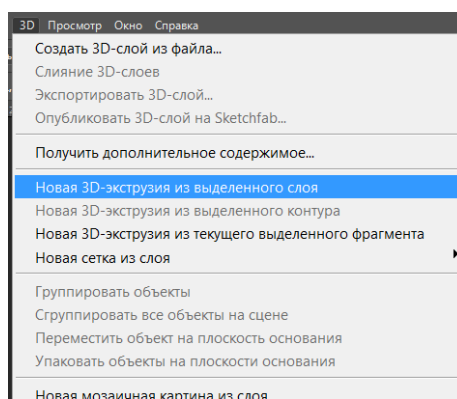 3D Просмотр Окно Справка
Создать 3D-слой из файла...
Слияние 3D-слоев
Экспортировать 3D-слой...
Опубликовать 3D-слой на Sketchfab...
Получить дополнительное содержимое...
Новая 3D-экструзия из выделенного слоя
Новая 3D-экструзия из выделенного контура
Новая 3D-экструзия из текущего выделенного фрагмента
Новая сетка из слоя
Группировать объекты
Сгруппировать все объекты на сцене
Переместить объект на плоскость основания
Упаковать объекты на плоскости основания
Новая мозаичная картина из слоя